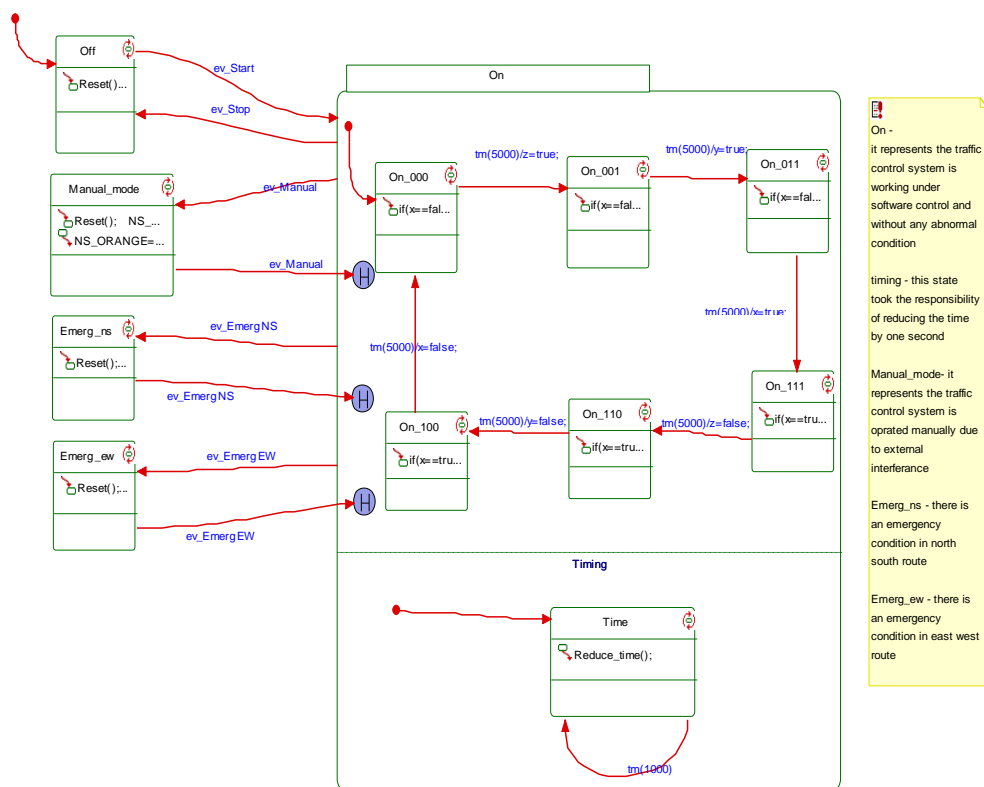 On
Off
Reset()...
ev_Start
ev_Stop
Manual_mode
Reset(); NS_...
NS_ORANGE=...
ev_Manual
ev_Manual
Emerg_ns
Reset();...
ev_EmergNS
ev_EmergNS
Emerg_ew
Reset();...
ev_EmergEW
ev_EmergEW
H
H
H
On_000
if(x==fal...
tm(5000)/z=true;
On_001
if(x==fal...
tm(5000)/y=true;
On_011
if(x==fal...
tm(5000)/x=true;
On_111
if(x==tru...
tm(5000)/z=false;
On_110
if(x==tru...
tm(5000)/y=false;
On_100
if(x==tru...
tm(5000)/x=false;
Timing
Time
Reduce_time();
tm(1000)
On -
it represents the traffic
control system is
working under
software control and
without any abnormal
condition
timing - this state
took the responsibility
of reducing the time
by one second
Manual_mode- it
represents the traffic
control system is
oprated manually due
to external
interferance
Emerg_ns - there is
an emergency
condition in north
south route
Emerg_ew - there is
an emergency
condition in east west
route